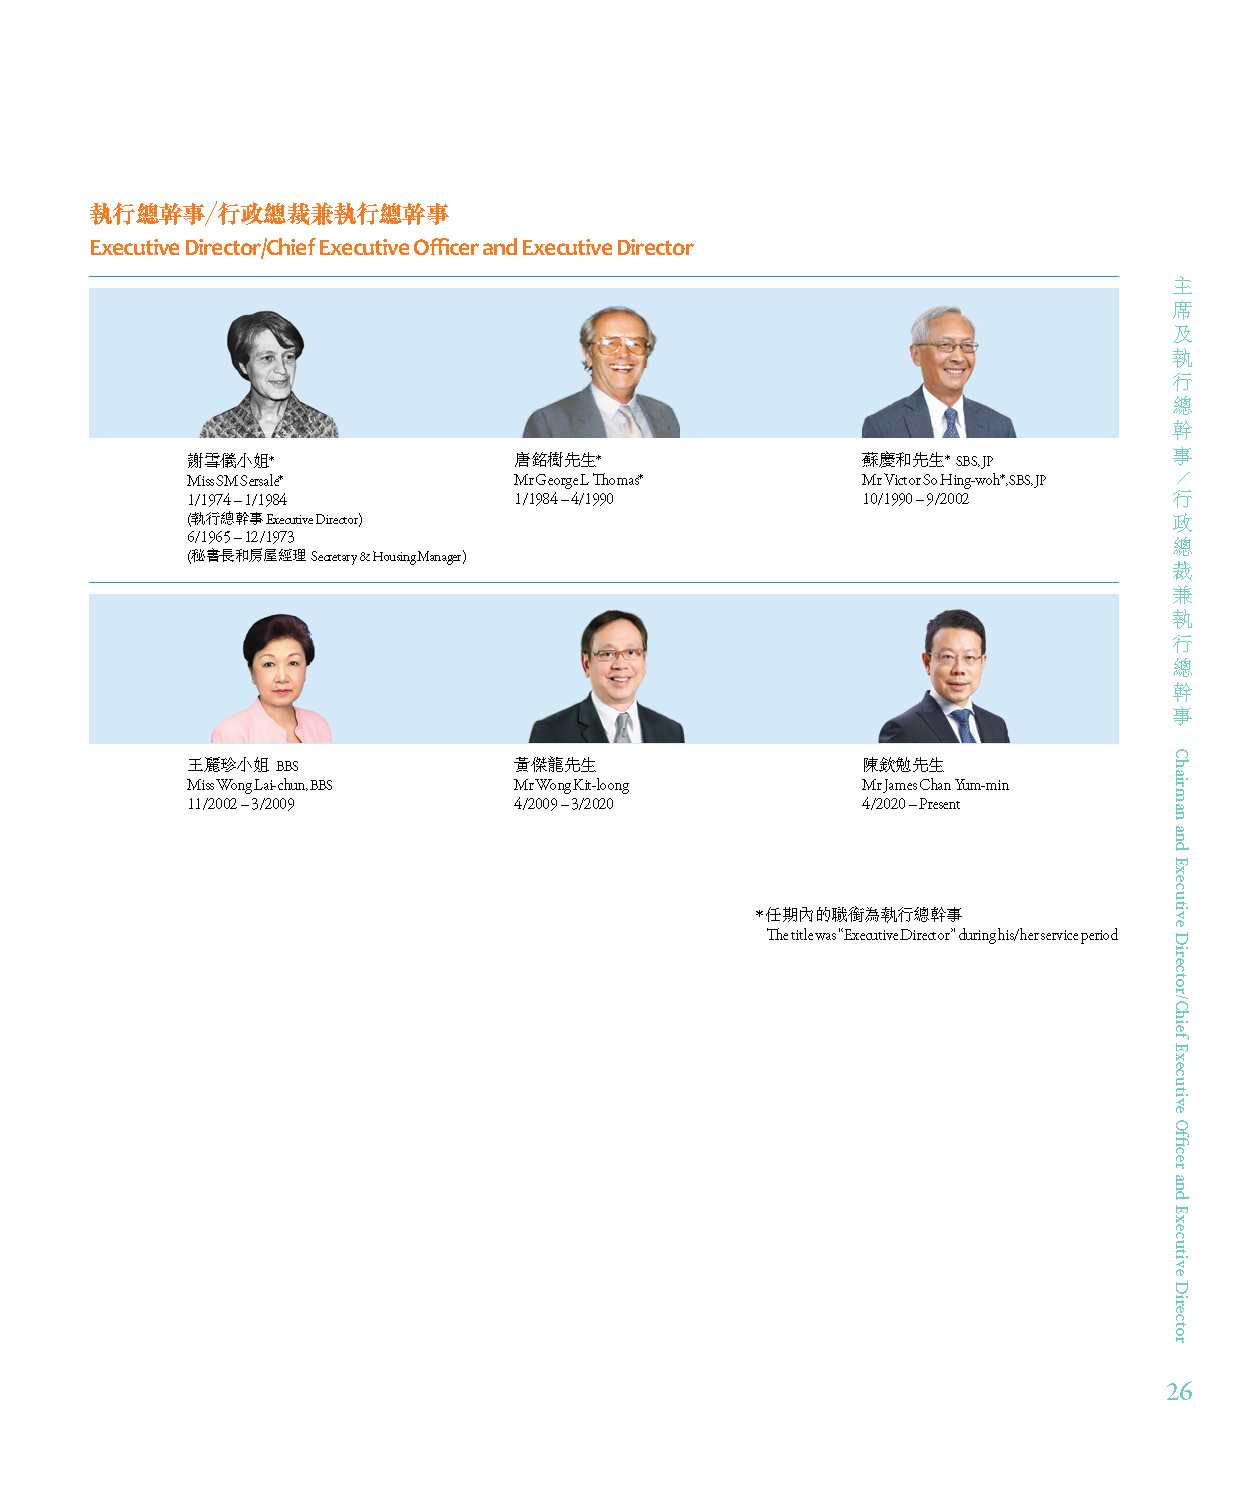 執行總幹事/行政總裁兼執行總幹事
Executive Director/Chief Executive Officer and Executive Director
謝雪儀小姐*
Miss SM Sersale*
1/1974 – 1/1984
(執行總幹事 Executive Director)
6/1965 – 12/1973
(秘書長和房屋經理 Secretary & Housing Manager)
唐銘樹先生*
Mr George L Thomas*
1/1984 – 4/1990
蘇慶和先生* SBS, JP
Mr Victor So Hing-woh*, SBS, JP
10/1990 – 9/2002
王麗珍小姐 BBS
Miss Wong Lai-chun, BBS
11/2002 – 3/2009
黃傑龍先生
Mr Wong Kit-loong
4/2009 – 3/2020
陳欽勉先生
Mr James Chan Yum-min
4/2020 – Present
*任期內的職銜為執行總幹事
The title was “Executive Director” during his/her service period
主席及執行總幹事／行政總裁兼執行總幹事 Chairman and Executive Director/Chief Executive Officer and Executive Director
26